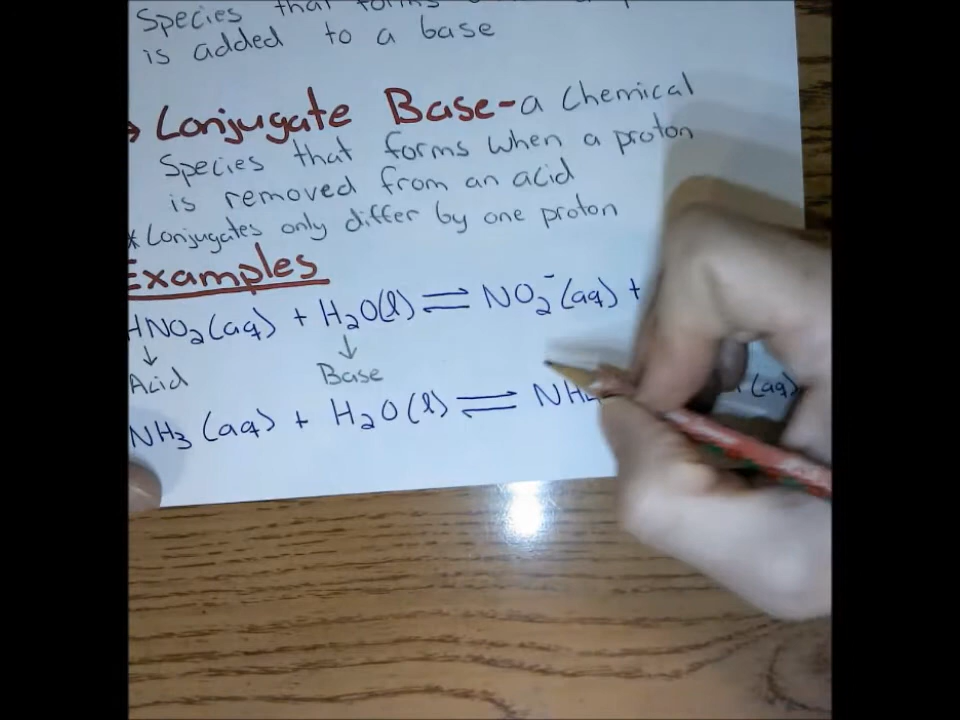 Species that forms
is added to a base
Conjugate Base - a chemical
Species that forms when a proton
is removed from an acid
* Conjugates only differ by one proton
Examples
HNO₂(aq) + H₂O(l) ⇌ NO₂⁻(aq) +
↓ ↓
Acid Base
NH₃(aq) + H₂O(l) ⇌ NH (aq)